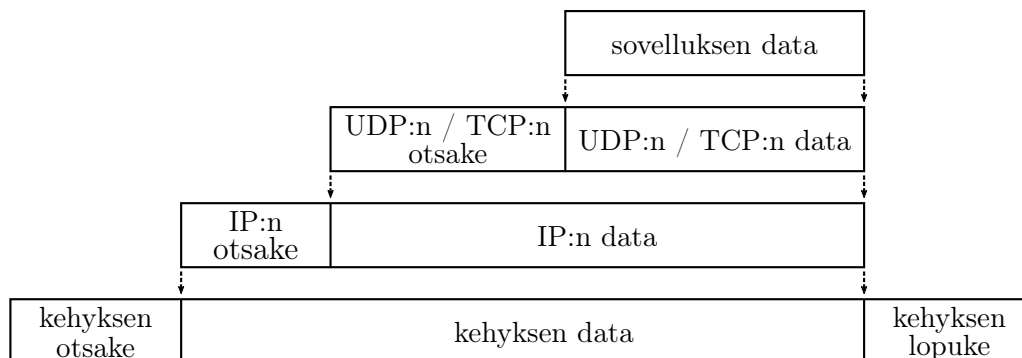 sovelluksen data
UDP:n / TCP:n
otsake
UDP:n / TCP:n data
IP:n
otsake
IP:n data
kehyksen
otsake
kehyksen data
kehyksen
lopuke